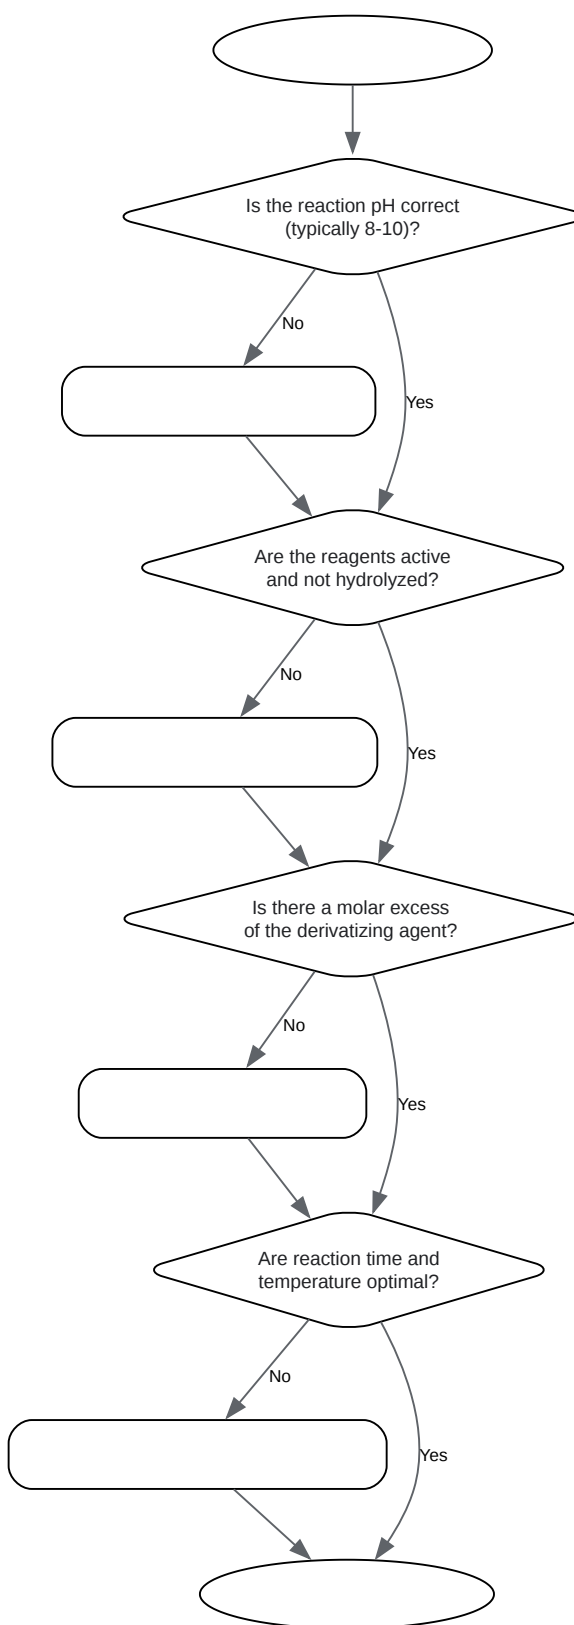 Is the reaction pH correct
(typically 8-10)?
No
Yes
Are the reagents active
and not hydrolyzed?
No
Yes
Is there a molar excess
of the derivatizing agent?
No
Yes
Are reaction time and
temperature optimal?
No
Yes